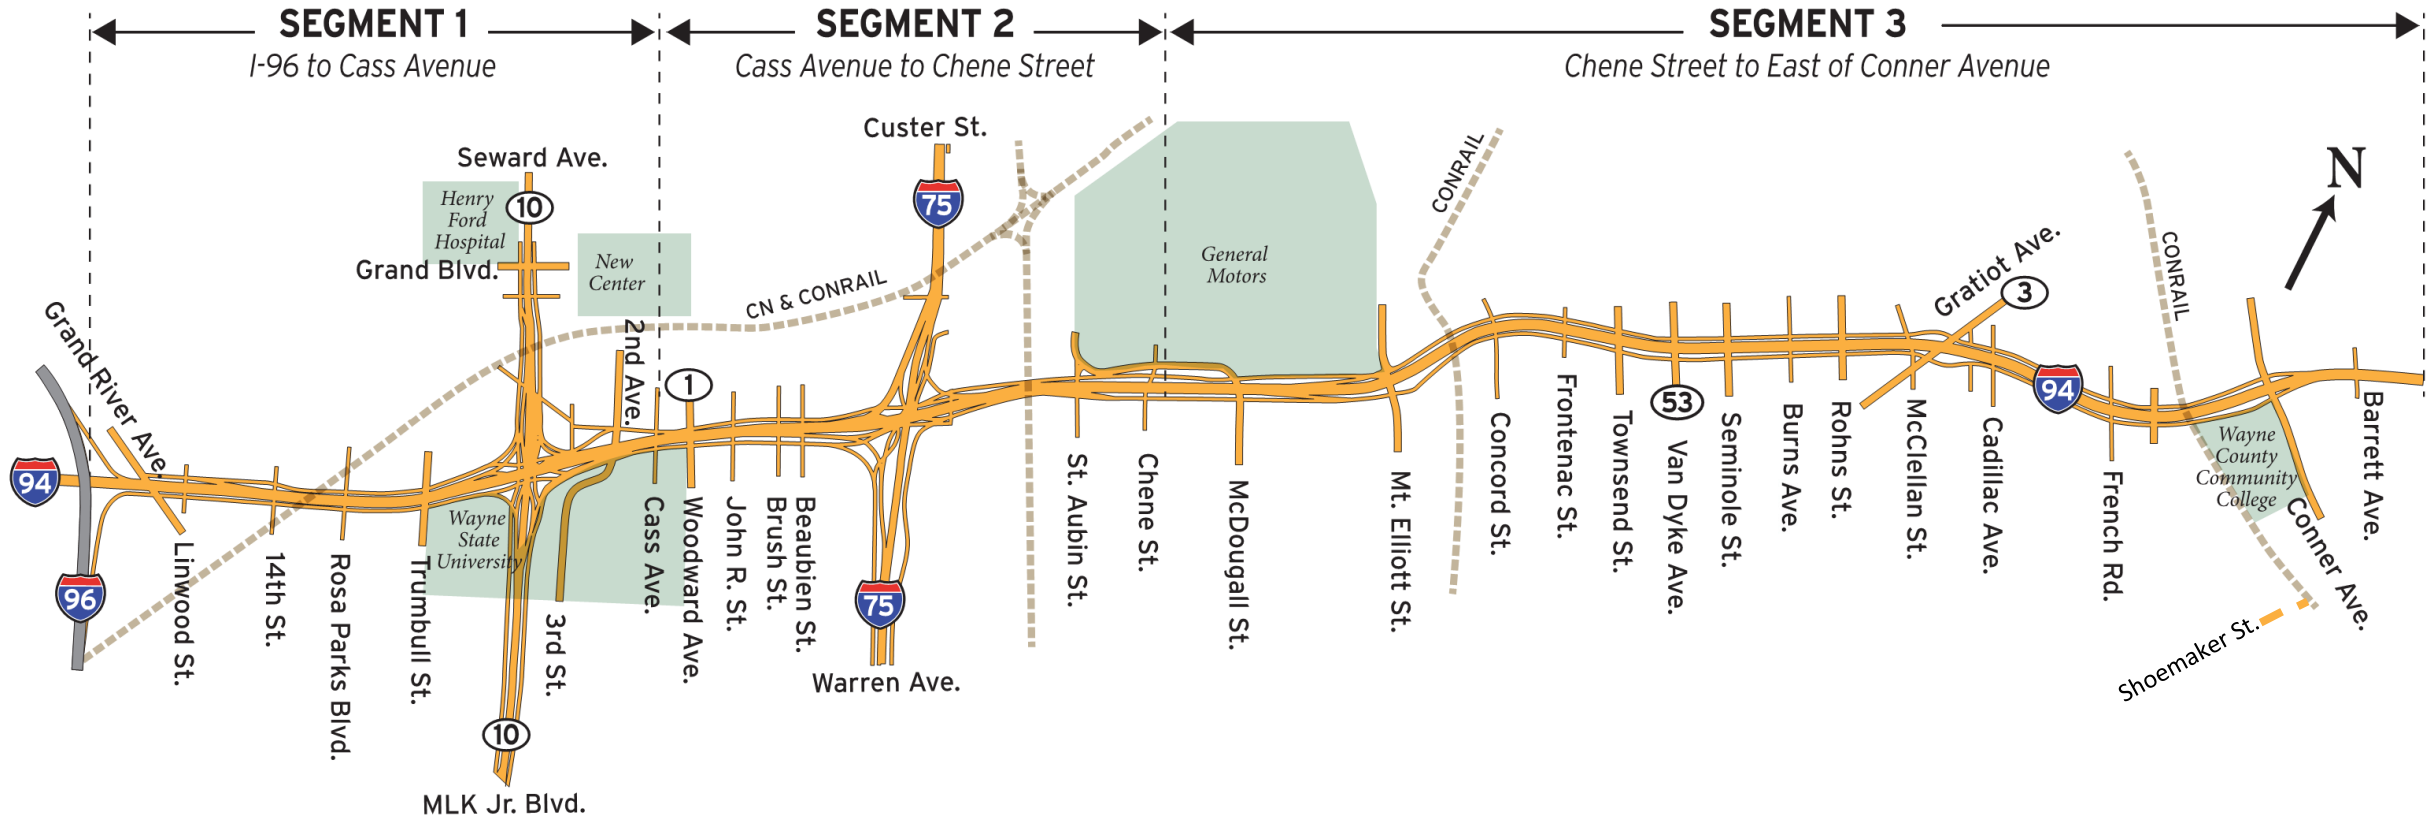 SEGMENT 1
I-96 to Cass Avenue
SEGMENT 2
Cass Avenue to Chene Street
SEGMENT 3
Chene Street to East of Conner Avenue
Custer St.
Seward Ave.
Henry
Ford
Hospital
10
75
N
Grand Blvd.
New
Center
General
Motors
CONRAIL
CONRAIL
CN & CONRAIL
Gratiot Ave.
3
Grand River Ave.
2nd Ave.
1
94
53
94
96
Wayne
State
University
Wayne
County
Community
College
75
Linwood St.
14th St.
Rosa Parks Blvd.
Trumbull St.
3rd St.
Cass Ave.
Woodward Ave.
John R. St.
Brush St.
Beaubien St.
St. Aubin St.
Chene St.
McDougall St.
Mt. Elliott St.
Concord St.
Frontenac St.
Townsend St.
Van Dyke Ave.
Seminole St.
Burns Ave.
Rohns St.
McClellan St.
Cadillac Ave.
French Rd.
Conner Ave.
Barrett Ave.
Shoemaker St.
Warren Ave.
10
MLK Jr. Blvd.